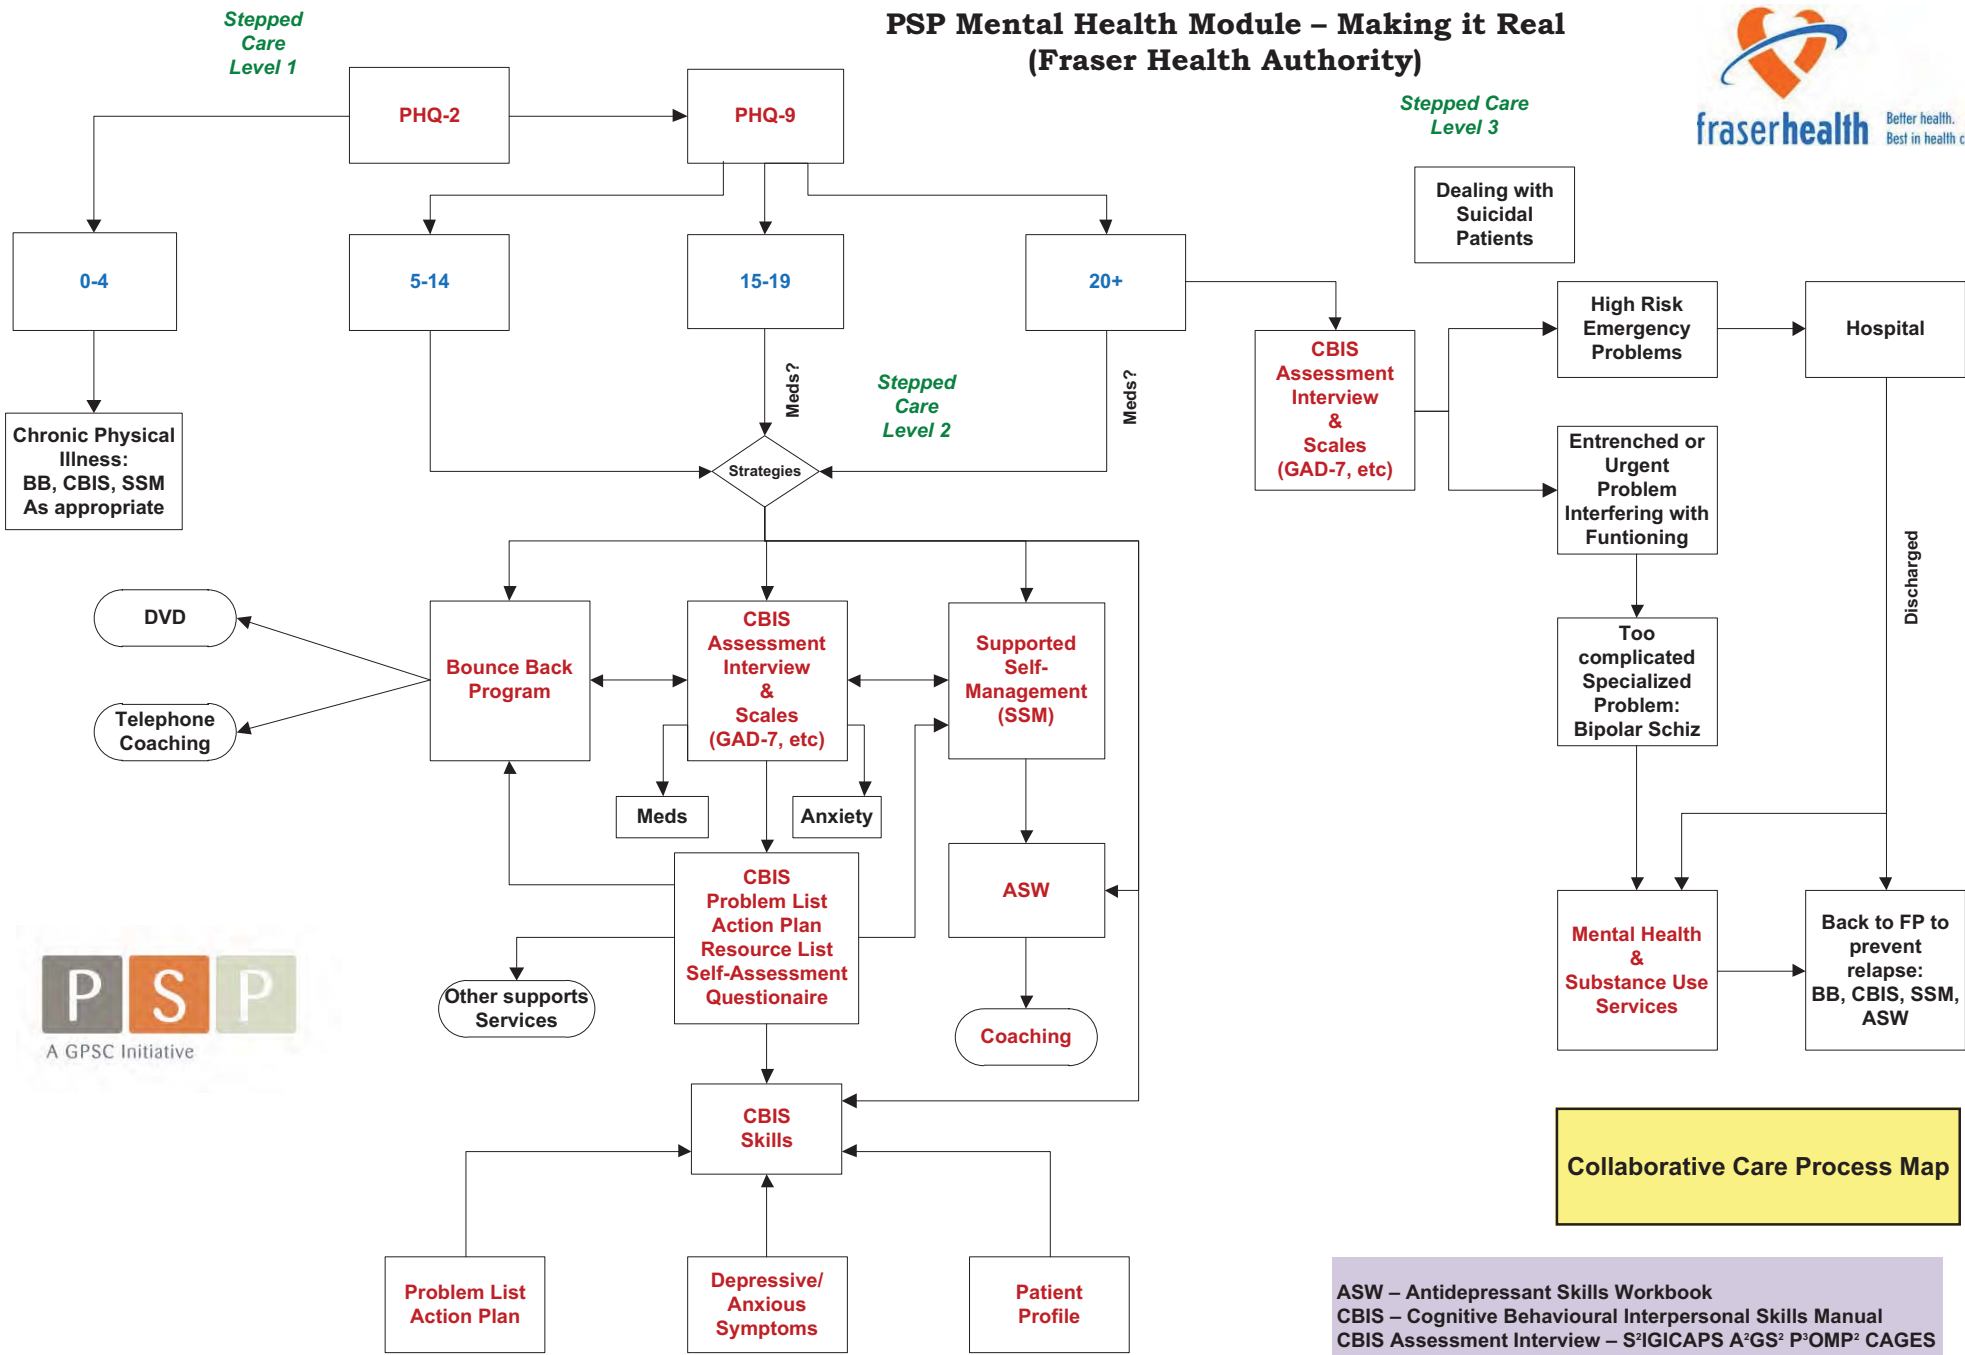 Stepped
Care
Level 1
PSP Mental Health Module – Making it Real
(Fraser Health Authority)
fraserhealth
Better health.
Best in health c
Stepped Care
Level 3
PHQ-2
PHQ-9
Dealing with
Suicidal
Patients
0-4
5-14
15-19
20+
High Risk
Emergency
Problems
Hospital
CBIS
Assessment
Interview
&
Scales
(GAD-7, etc)
Meds?
Stepped
Care
Level 2
Meds?
Chronic Physical
Illness:
BB, CBIS, SSM
As appropriate
Strategies
Entrenched or
Urgent
Problem
Interfering with
Funtioning
Discharged
DVD
Telephone
Coaching
Bounce Back
Program
CBIS
Assessment
Interview
&
Scales
(GAD-7, etc)
Supported
Self-
Management
(SSM)
Too
complicated
Specialized
Problem:
Bipolar Schiz
Meds
Anxiety
CBIS
Problem List
Action Plan
Resource List
Self-Assessment
Questionaire
ASW
Mental Health
&
Substance Use
Services
Back to FP to
prevent
relapse:
BB, CBIS, SSM,
ASW
PSP
A GPSC Initiative
Other supports
Services
Coaching
CBIS
Skills
Collaborative Care Process Map
Problem List
Action Plan
Depressive/
Anxious
Symptoms
Patient
Profile
ASW – Antidepressant Skills Workbook
CBIS – Cognitive Behavioural Interpersonal Skills Manual
CBIS Assessment Interview – S²IGICAPS A²GS² P³OMP² CAGES